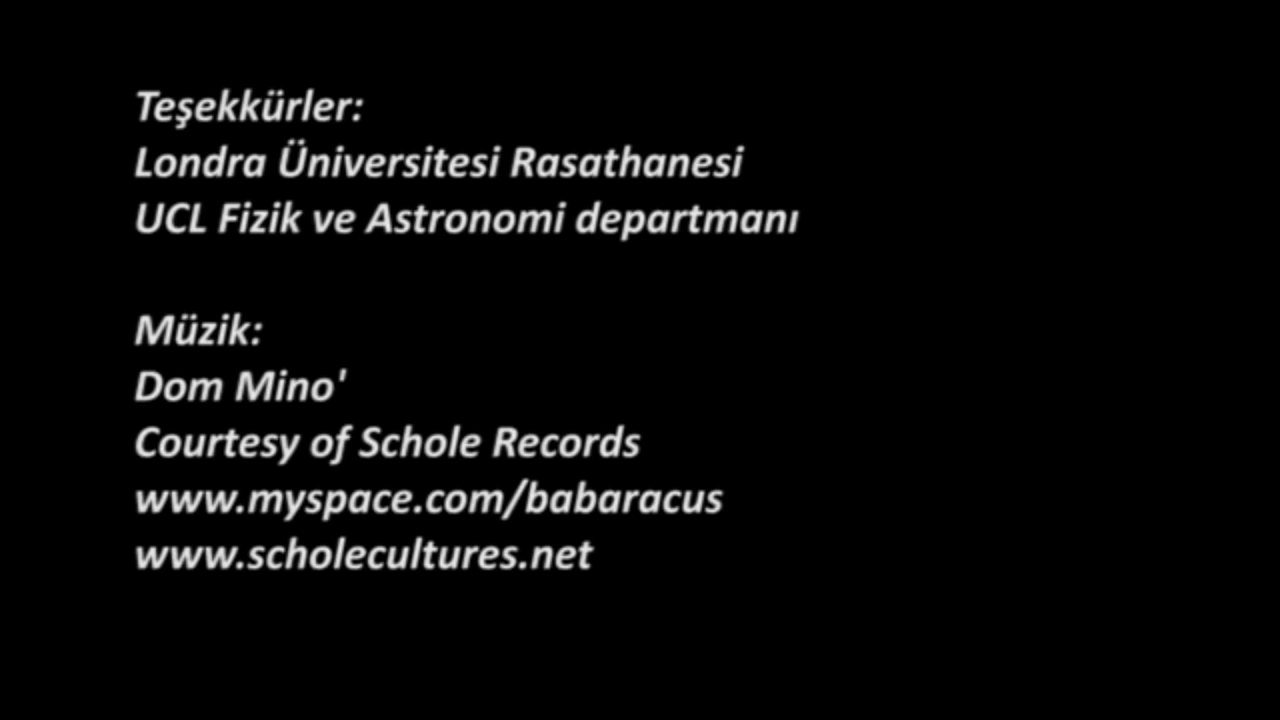 Teşekkürler:
Londra Üniversitesi Rasathanesi
UCL Fizik ve Astronomi departmanı
Müzik:
Dom Mino'
Courtesy of Schole Records
www.myspace.com/babaracus
www.scholecultures.net